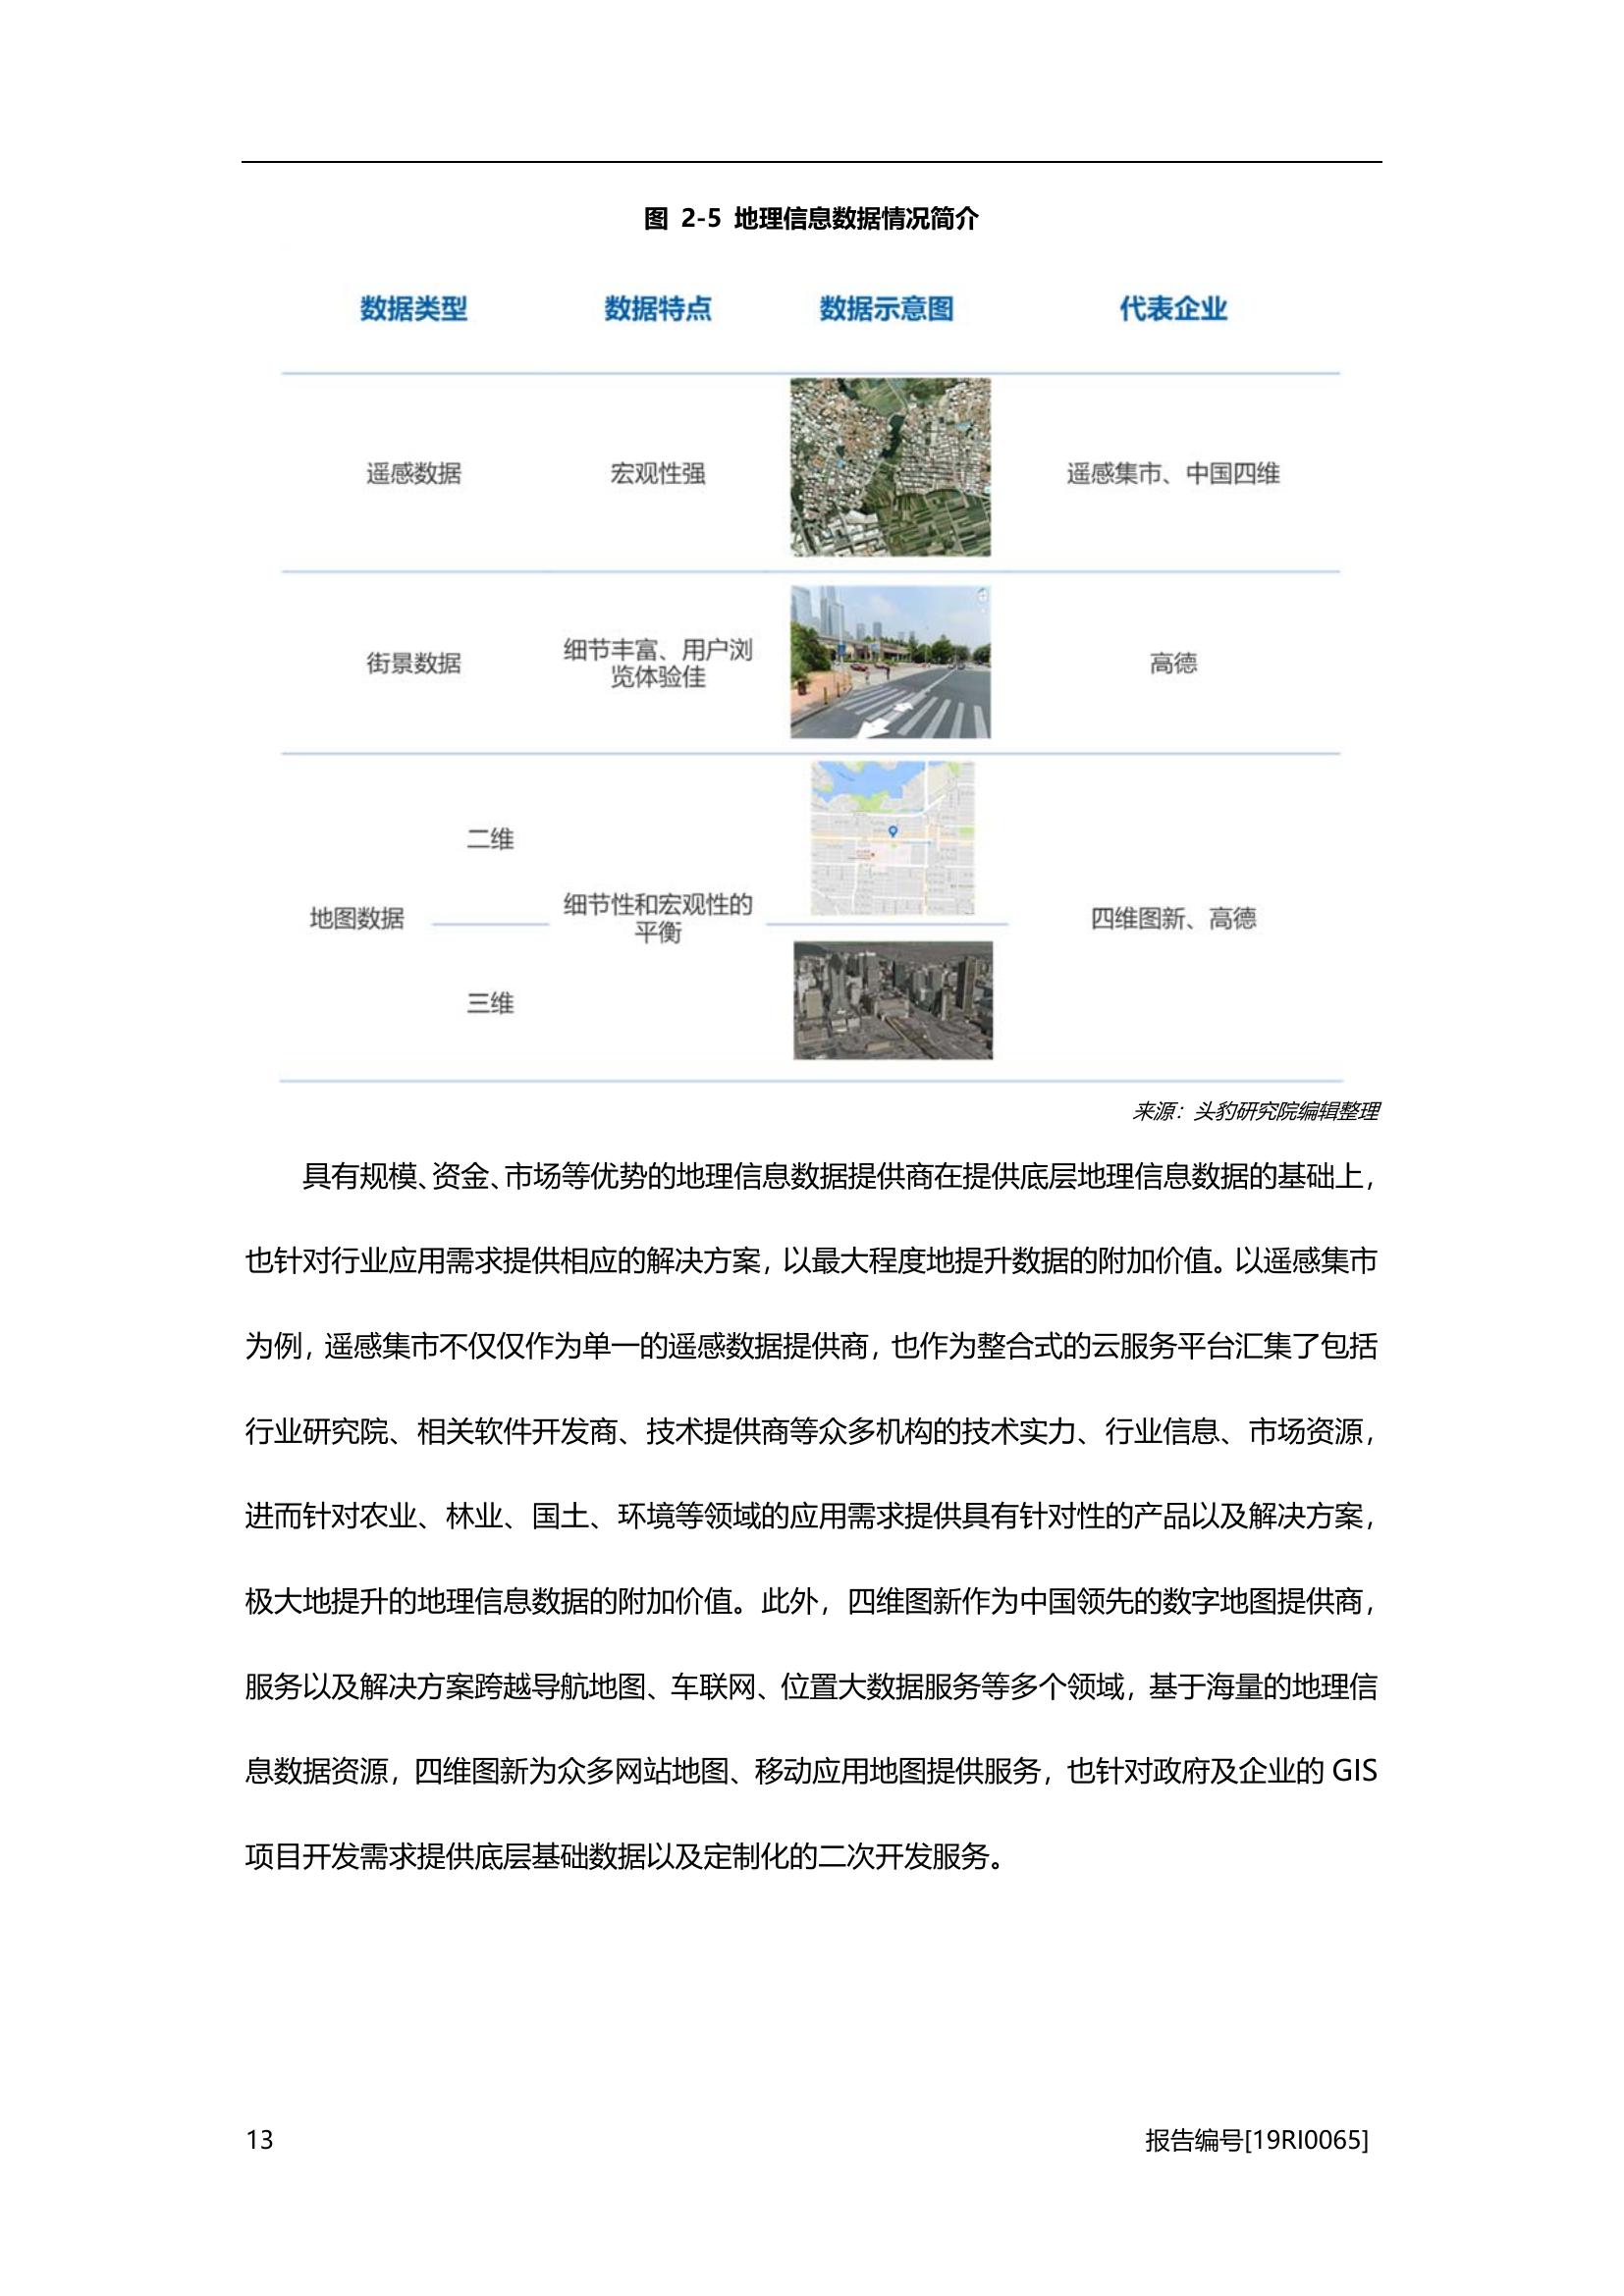 图 2-5 地理信息数据情况简介
数据类型 数据特点 数据示意图 代表企业
遥感数据 宏观性强 遥感集市、中国四维
街景数据 细节丰富、用户浏览体验佳 高德
二维
地图数据 细节性和宏观性的平衡 四维图新、高德
三维
来源：头豹研究院编辑整理
具有规模、资金、市场等优势的地理信息数据提供商在提供底层地理信息数据的基础上，
也针对行业应用需求提供相应的解决方案，以最大程度地提升数据的附加价值。以遥感集市
为例，遥感集市不仅仅作为单一的遥感数据提供商，也作为整合式的云服务平台汇集了包括
行业研究院、相关软件开发商、技术提供商等众多机构的技术实力、行业信息、市场资源，
进而针对农业、林业、国土、环境等领域的应用需求提供具有针对性的产品以及解决方案，
极大地提升的地理信息数据的附加价值。此外，四维图新作为中国领先的数字地图提供商，
服务以及解决方案跨越导航地图、车联网、位置大数据服务等多个领域，基于海量的地理信
息数据资源，四维图新为众多网站地图、移动应用地图提供服务，也针对政府及企业的 GIS
项目开发需求提供底层基础数据以及定制化的二次开发服务。
13 报告编号[19RI0065]